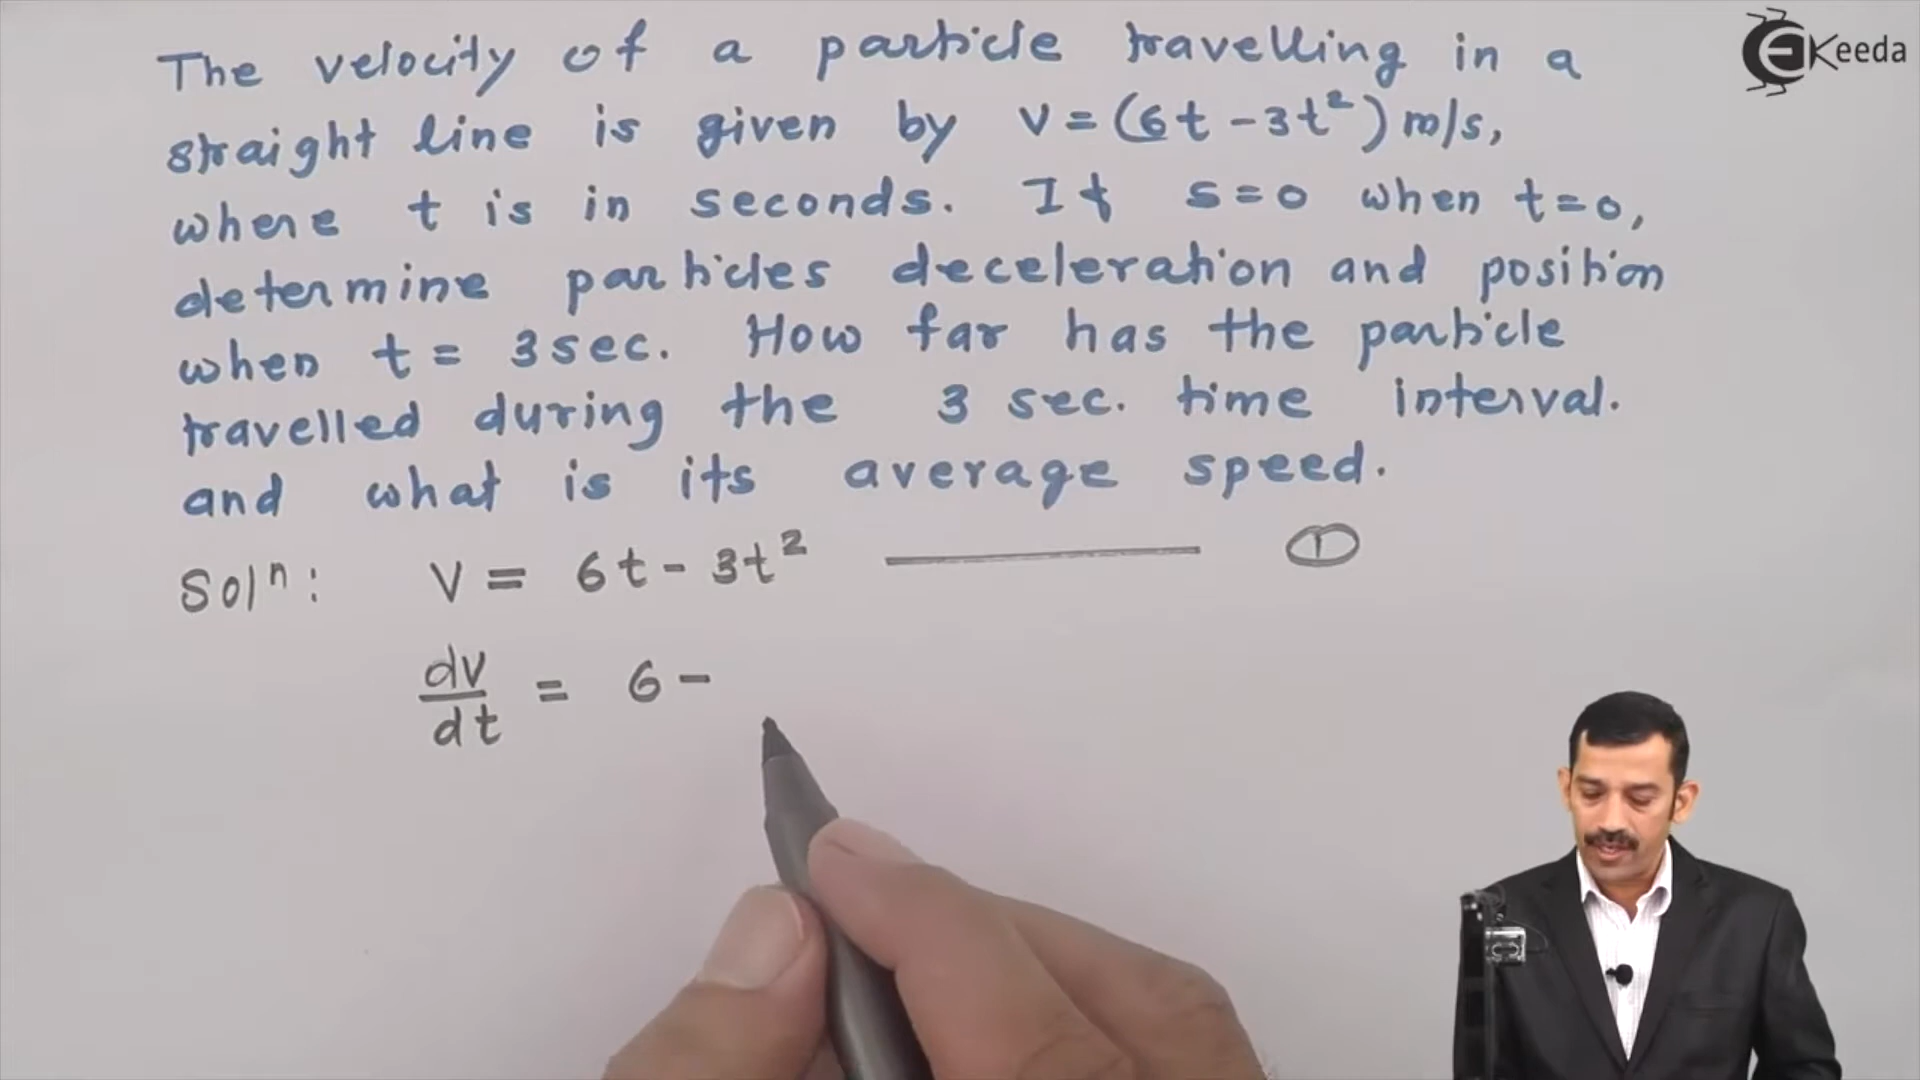 The velocity of a particle travelling in a
straight line is given by v=(6t-3t²) m/s,
where t is in seconds. If s=0 when t=0,
determine particles deceleration and position
when t= 3sec. How far has the particle
travelled during the 3 sec. time interval.
and what is its average speed.
Solⁿ: V = 6t - 3t² ——— ①
dv/dt = 6 -
EKeeda